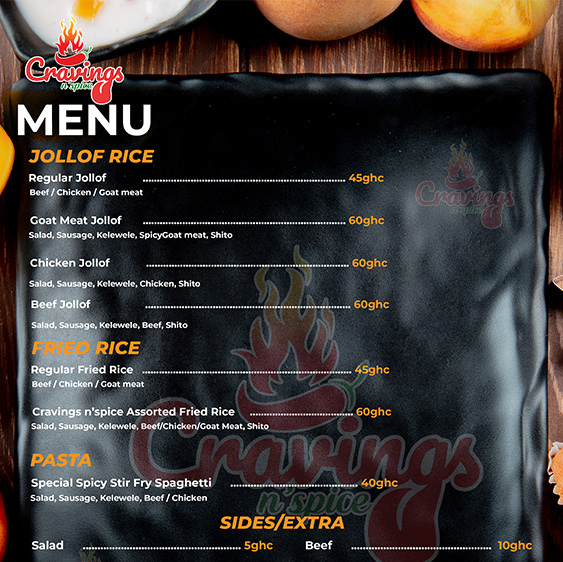 Cravings
n'spice
MENU
JOLLOF RICE
Regular Jollof ........ 45ghc
Beef / Chicken / Goat meat
Cravings
n'spice
Goat Meat Jollof ........ 60ghc
Salad, Sausage, Kelewele, SpicyGoat meat, Shito
Chicken Jollof ........ 60ghc
Salad, Sausage, Kelewele, Chicken, Shito
Beef Jollof ........ 60ghc
Salad, Sausage, Kelewele, Beef, Shito
FRIED RICE
Regular Fried Rice ........ 45ghc
Beef / Chicken / Goat meat
Cravings n'spice Assorted Fried Rice ........ 60ghc
Salad, Sausage, Kelewele, Beef/Chicken/Goat Meat, Shito
Cravings
n'spice
PASTA
Special Spicy Stir Fry Spaghetti ........ 40ghc
Salad, Sausage, Kelewele, Beef / Chicken
SIDES/EXTRA
Salad ........ 5ghc Beef ........ 10ghc